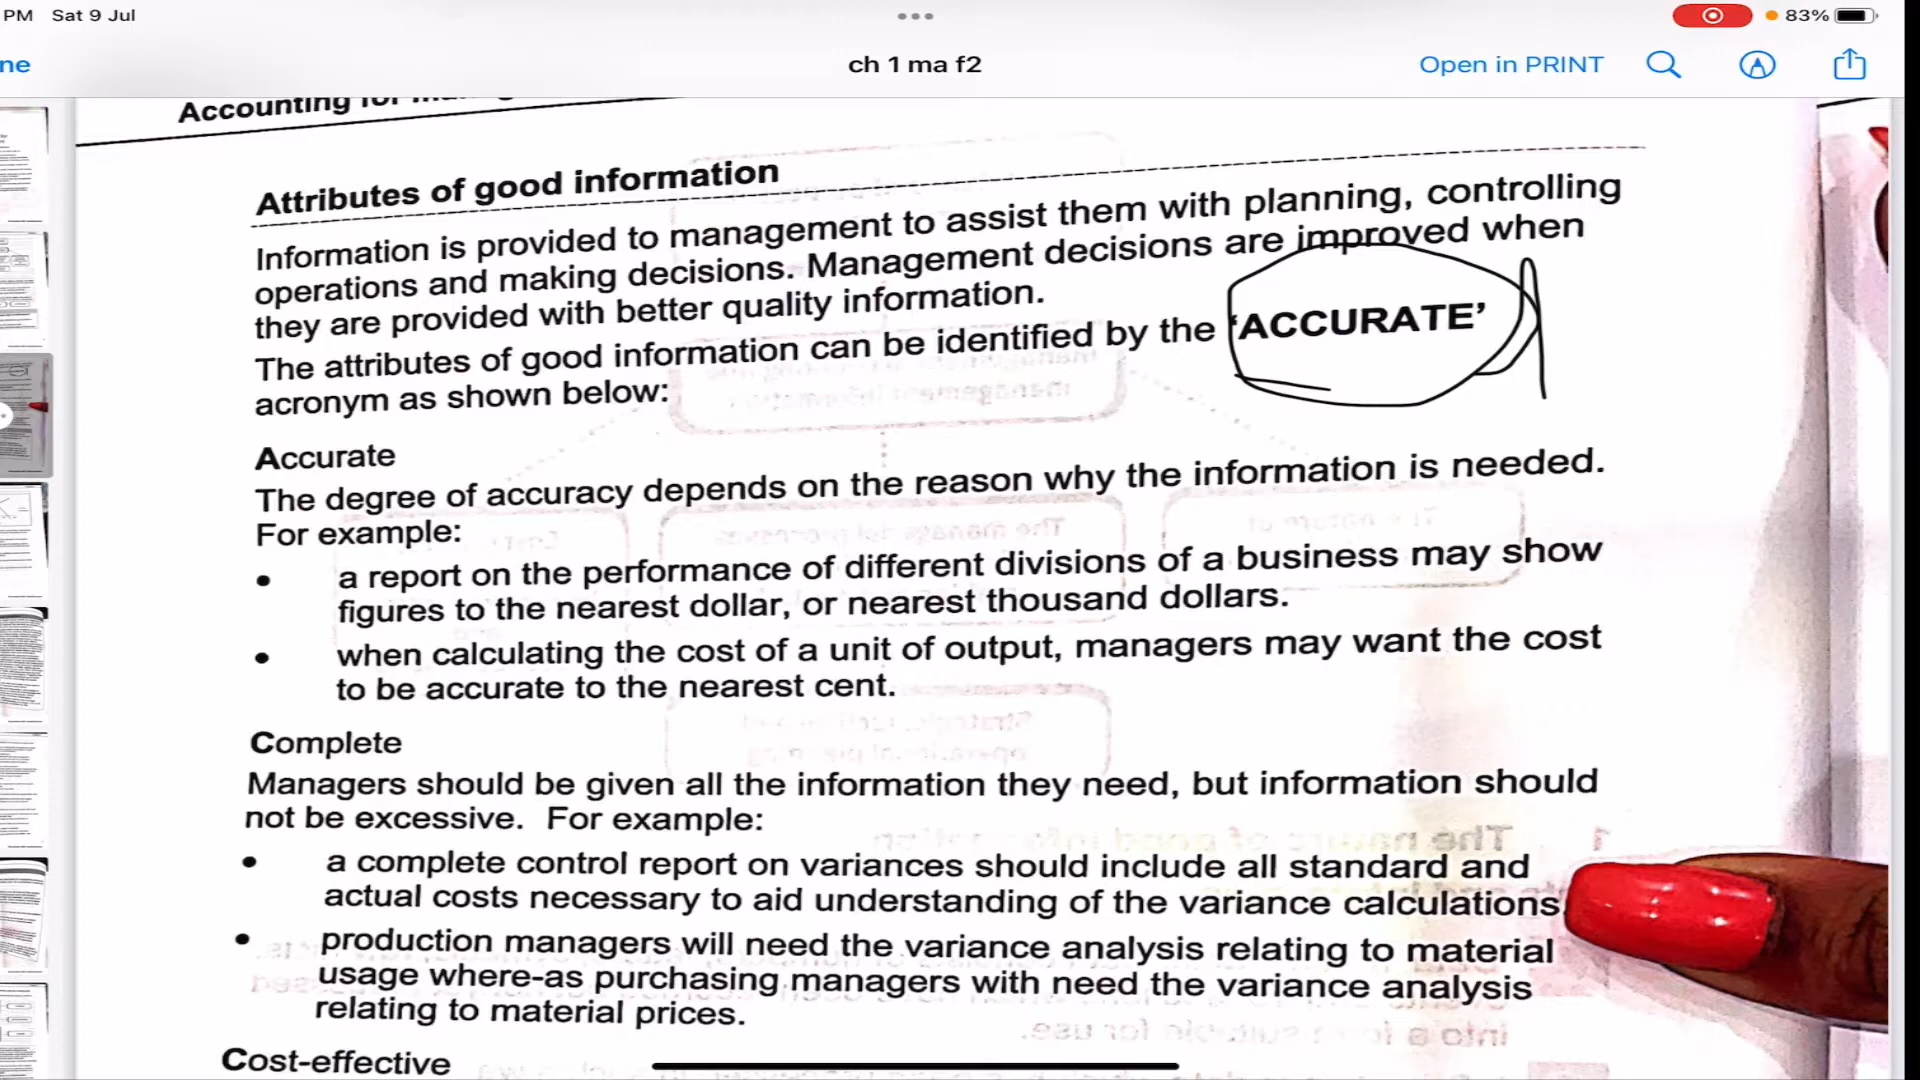 PM Sat 9 Jul
83%
ne
ch 1 ma f2
Open in PRINT
Accounting for
Attributes of good information
Information is provided to management to assist them with planning, controlling
operations and making decisions. Management decisions are improved when
they are provided with better quality information.
The attributes of good information can be identified by the 'ACCURATE'
acronym as shown below:
Accurate
The degree of accuracy depends on the reason why the information is needed.
For example:
• a report on the performance of different divisions of a business may show
figures to the nearest dollar, or nearest thousand dollars.
• when calculating the cost of a unit of output, managers may want the cost
to be accurate to the nearest cent.
Complete
Managers should be given all the information they need, but information should
not be excessive. For example:
• a complete control report on variances should include all standard and
actual costs necessary to aid understanding of the variance calculations
• production managers will need the variance analysis relating to material
usage where-as purchasing managers with need the variance analysis
relating to material prices.
Cost-effective